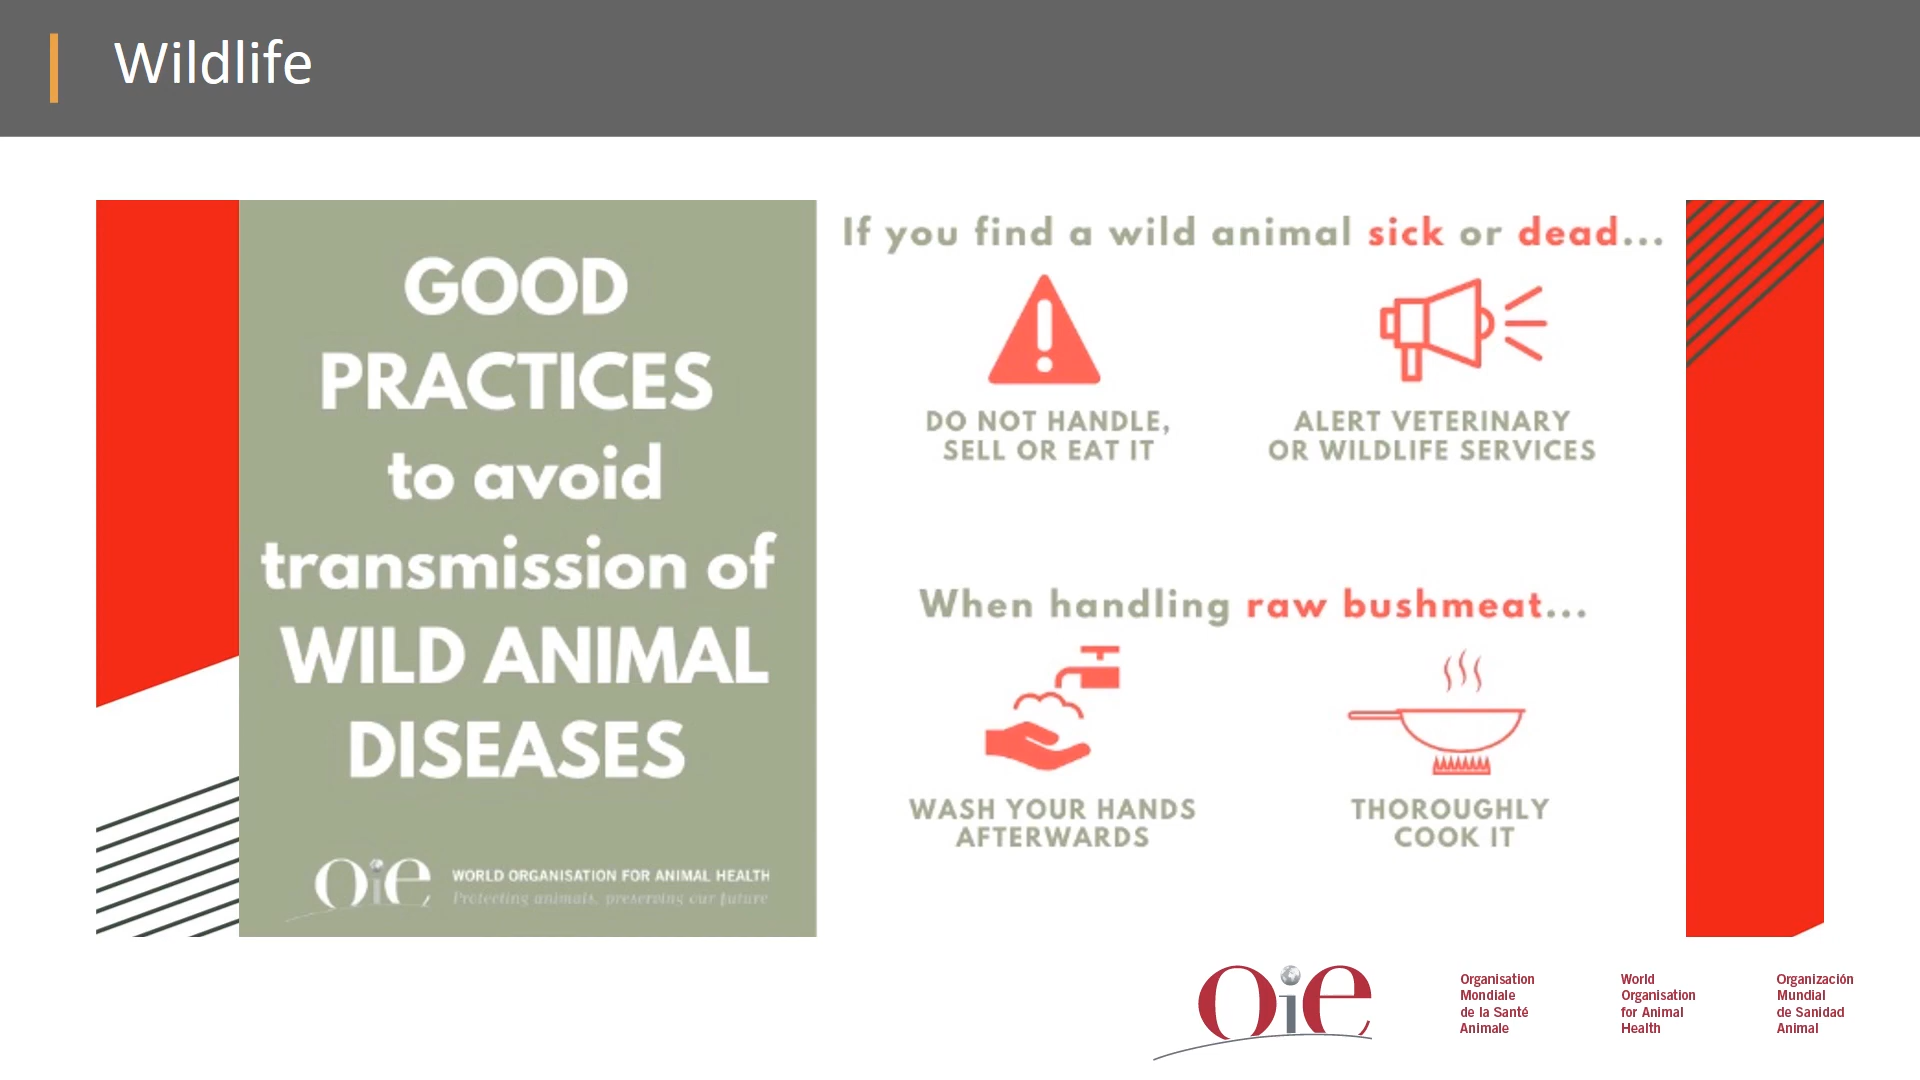 Wildlife
GOOD
PRACTICES
to avoid
transmission of
WILD ANIMAL
DISEASES
oie
WORLD ORGANISATION FOR ANIMAL HEALTH
Protecting animals, preserving our future
If you find a wild animal sick or dead...
DO NOT HANDLE,
SELL OR EAT IT
ALERT VETERINARY
OR WILDLIFE SERVICES
When handling raw bushmeat...
WASH YOUR HANDS
AFTERWARDS
THOROUGHLY
COOK IT
oie
Organisation
Mondiale
de la Santé
Animale
World
Organisation
for Animal
Health
Organización
Mundial
de Sanidad
Animal